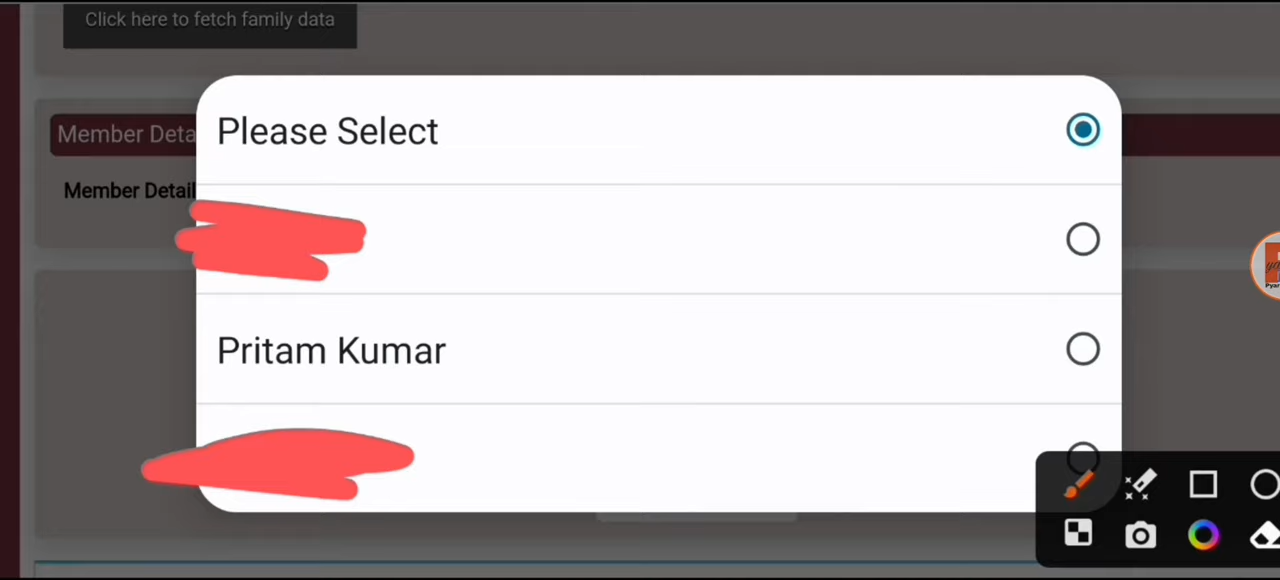 Click here to fetch family data
Please Select
Member Deta
Member Detail
Pritam Kumar